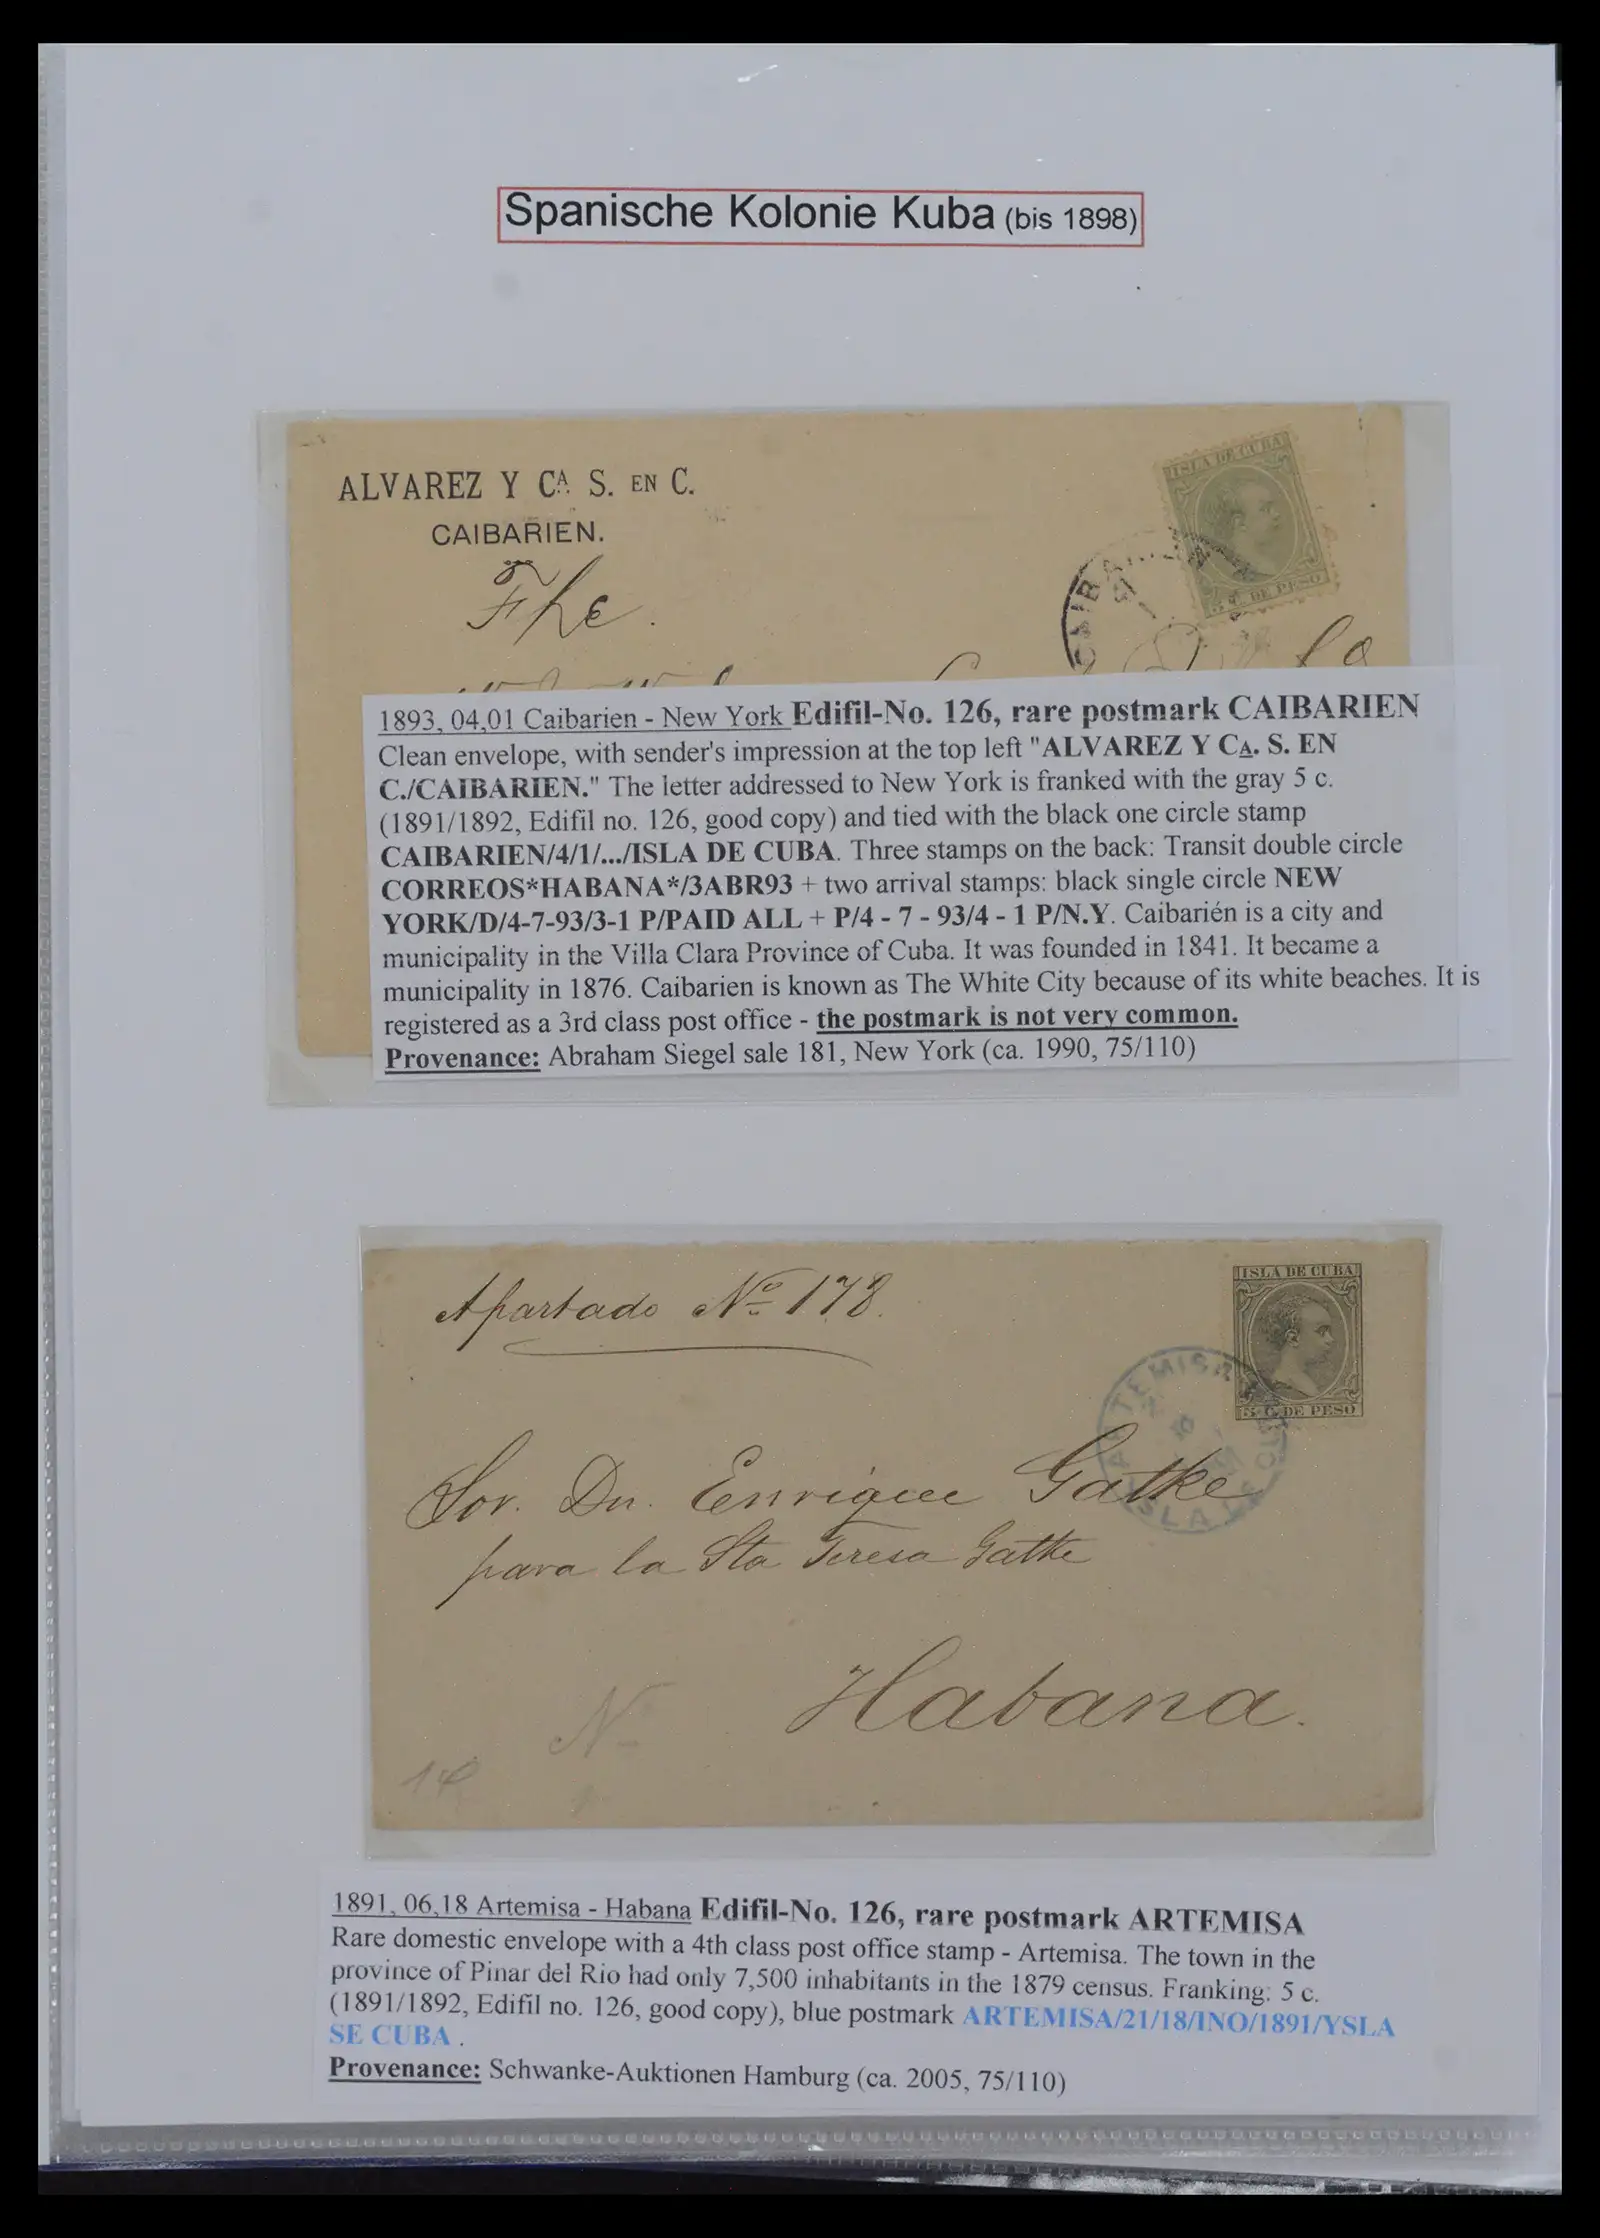 Spanische Kolonie Kuba (bis 1898)
ALVAREZ Y CA. S. EN C.
CAIBARIEN.
ISLA DE CUBA
5 C. DE PESO
CAIBA
1893, 04,01 Caibarien - New York Edifil-No. 126, rare postmark CAIBARIEN
Clean envelope, with sender's impression at the top left "ALVAREZ Y CA. S. EN
C./CAIBARIEN." The letter addressed to New York is franked with the gray 5 c.
(1891/1892, Edifil no. 126, good copy) and tied with the black one circle stamp
CAIBARIEN/4/1/.../ISLA DE CUBA. Three stamps on the back: Transit double circle
CORREOS*HABANA*/3ABR93 + two arrival stamps: black single circle NEW
YORK/D/4-7-93/3-1 P/PAID ALL + P/4 - 7 - 93/4 - 1 P/N.Y. Caibarién is a city and
municipality in the Villa Clara Province of Cuba. It was founded in 1841. It became a
municipality in 1876. Caibarien is known as The White City because of its white beaches. It is
registered as a 3rd class post office - the postmark is not very common.
Provenance: Abraham Siegel sale 181, New York (ca. 1990, 75/110)
Apartado No 178.
ISLA DE CUBA
5 C. DE PESO
ARTEMISA
Sor. Dn. Enrique Gatke
para la Sta Teresa Gatke
Habana.
No
1891, 06,18 Artemisa - Habana Edifil-No. 126, rare postmark ARTEMISA
Rare domestic envelope with a 4th class post office stamp - Artemisa. The town in the
province of Pinar del Rio had only 7,500 inhabitants in the 1879 census. Franking: 5 c.
(1891/1892, Edifil no. 126, good copy), blue postmark ARTEMISA/21/18/INO/1891/YSLA
SE CUBA .
Provenance: Schwanke-Auktionen Hamburg (ca. 2005, 75/110)